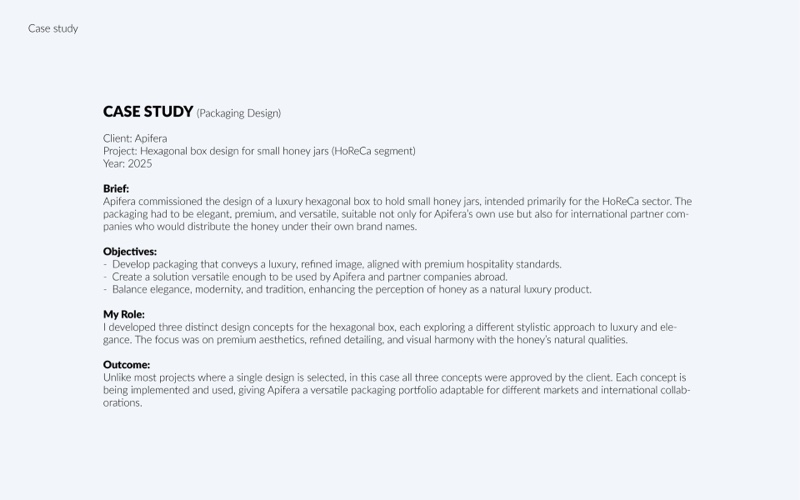 Case study
CASE STUDY (Packaging Design)
Client: Apifera
Project: Hexagonal box design for small honey jars (HoReCa segment)
Year: 2025
Brief:
Apifera commissioned the design of a luxury hexagonal box to hold small honey jars, intended primarily for the HoReCa sector. The
packaging had to be elegant, premium, and versatile, suitable not only for Apifera's own use but also for international partner com-
panies who would distribute the honey under their own brand names.
Objectives:
- Develop packaging that conveys a luxury, refined image, aligned with premium hospitality standards.
- Create a solution versatile enough to be used by Apifera and partner companies abroad.
- Balance elegance, modernity, and tradition, enhancing the perception of honey as a natural luxury product.
My Role:
I developed three distinct design concepts for the hexagonal box, each exploring a different stylistic approach to luxury and ele-
gance. The focus was on premium aesthetics, refined detailing, and visual harmony with the honey's natural qualities.
Outcome:
Unlike most projects where a single design is selected, in this case all three concepts were approved by the client. Each concept is
being implemented and used, giving Apifera a versatile packaging portfolio adaptable for different markets and international collab-
orations.